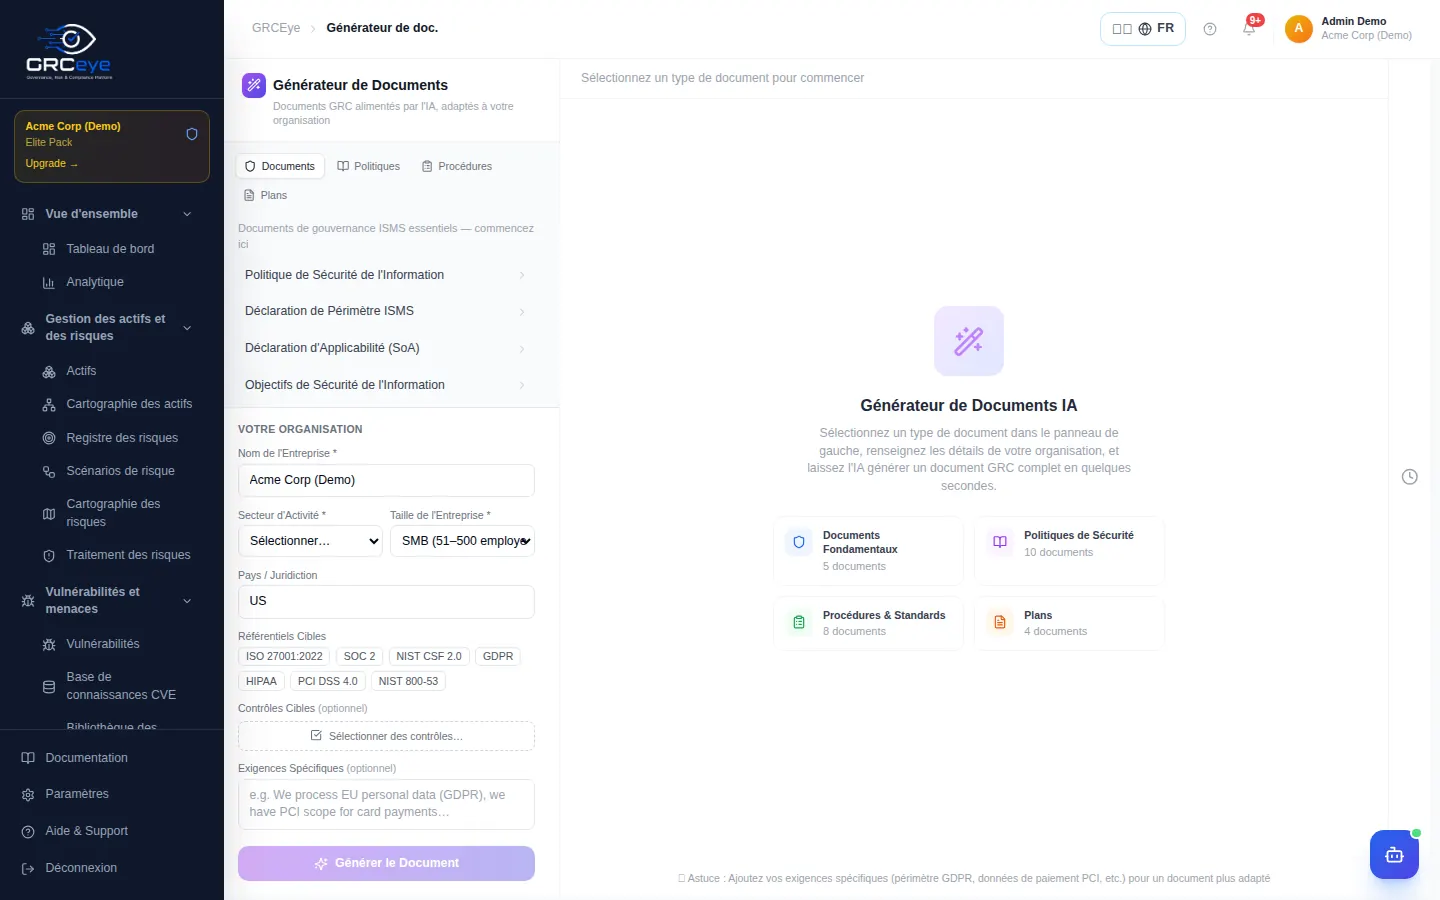 GRCeye
Governance, Risk & Compliance Platform
Acme Corp (Demo)
Elite Pack
Upgrade →
Vue d'ensemble
Tableau de bord
Analytique
Gestion des actifs et
des risques
Actifs
Cartographie des actifs
Registre des risques
Scénarios de risque
Cartographie des
risques
Traitement des risques
Vulnérabilités et
menaces
Vulnérabilités
Base de
connaissances CVE
Bibliothèque des
Documentation
Paramètres
Aide & Support
Déconnexion
GRCEye > Générateur de doc.
FR
9+
A
Admin Demo
Acme Corp (Demo)
Générateur de Documents
Documents GRC alimentés par l'IA, adaptés à votre
organisation
Documents
Politiques
Procédures
Plans
Documents de gouvernance ISMS essentiels — commencez
ici
Politique de Sécurité de l'Information
Déclaration de Périmètre ISMS
Déclaration d'Applicabilité (SoA)
Objectifs de Sécurité de l'Information
VOTRE ORGANISATION
Nom de l'Entreprise *
Acme Corp (Demo)
Secteur d'Activité *
Taille de l'Entreprise *
Sélectionner…
SMB (51–500 employe
Pays / Juridiction
US
Référentiels Cibles
ISO 27001:2022
SOC 2
NIST CSF 2.0
GDPR
HIPAA
PCI DSS 4.0
NIST 800-53
Contrôles Cibles (optionnel)
Sélectionner des contrôles…
Exigences Spécifiques (optionnel)
e.g. We process EU personal data (GDPR), we
have PCI scope for card payments…
Générer le Document
Sélectionnez un type de document pour commencer
Générateur de Documents IA
Sélectionnez un type de document dans le panneau de
gauche, renseignez les détails de votre organisation, et
laissez l'IA générer un document GRC complet en quelques
secondes.
Documents
Fondamentaux
5 documents
Politiques de Sécurité
10 documents
Procédures & Standards
8 documents
Plans
4 documents
Astuce : Ajoutez vos exigences spécifiques (périmètre GDPR, données de paiement PCI, etc.) pour un document plus adapté